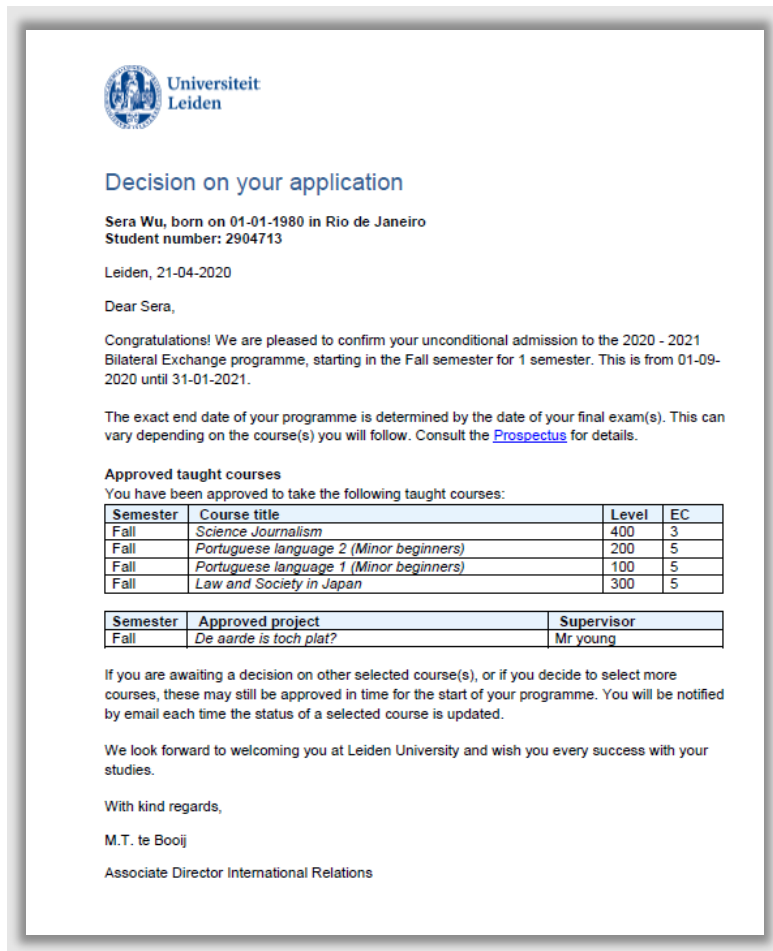 Universiteit
Leiden
Decision on your application
Sera Wu, born on 01-01-1980 in Rio de Janeiro
Student number: 2904713
Leiden, 21-04-2020
Dear Sera,
Congratulations! We are pleased to confirm your unconditional admission to the 2020 - 2021
Bilateral Exchange programme, starting in the Fall semester for 1 semester. This is from 01-09-
2020 until 31-01-2021.
The exact end date of your programme is determined by the date of your final exam(s). This can
vary depending on the course(s) you will follow. Consult the Prospectus for details.
Approved taught courses
You have been approved to take the following taught courses:
Semester Course title Level EC
Fall Science Journalism 400 3
Fall Portuguese language 2 (Minor beginners) 200 5
Fall Portuguese language 1 (Minor beginners) 100 5
Fall Law and Society in Japan 300 5
Semester Approved project Supervisor
Fall De aarde is toch plat? Mr young
If you are awaiting a decision on other selected course(s), or if you decide to select more
courses, these may still be approved in time for the start of your programme. You will be notified
by email each time the status of a selected course is updated.
We look forward to welcoming you at Leiden University and wish you every success with your
studies.
With kind regards,
M.T. te Booij
Associate Director International Relations